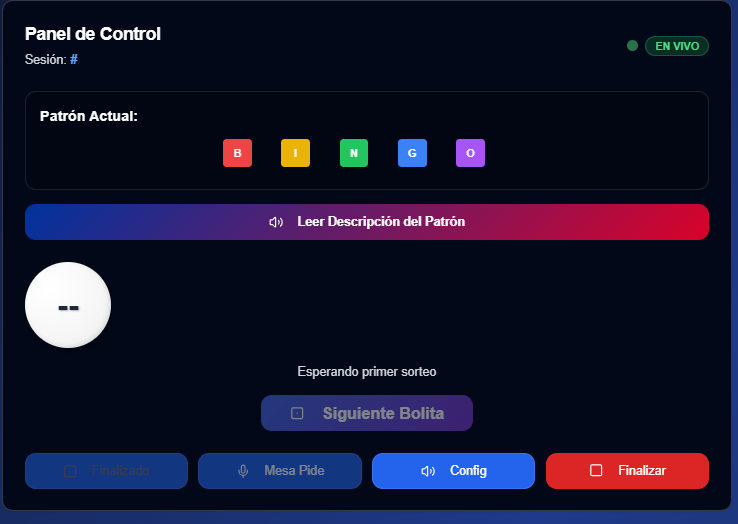 Panel de Control
EN VIVO
Sesión: #
Patrón Actual:
B I N G O
Leer Descripción del Patrón
--
Esperando primer sorteo
Siguiente Bolita
Finalizado Mesa Pide Config Finalizar